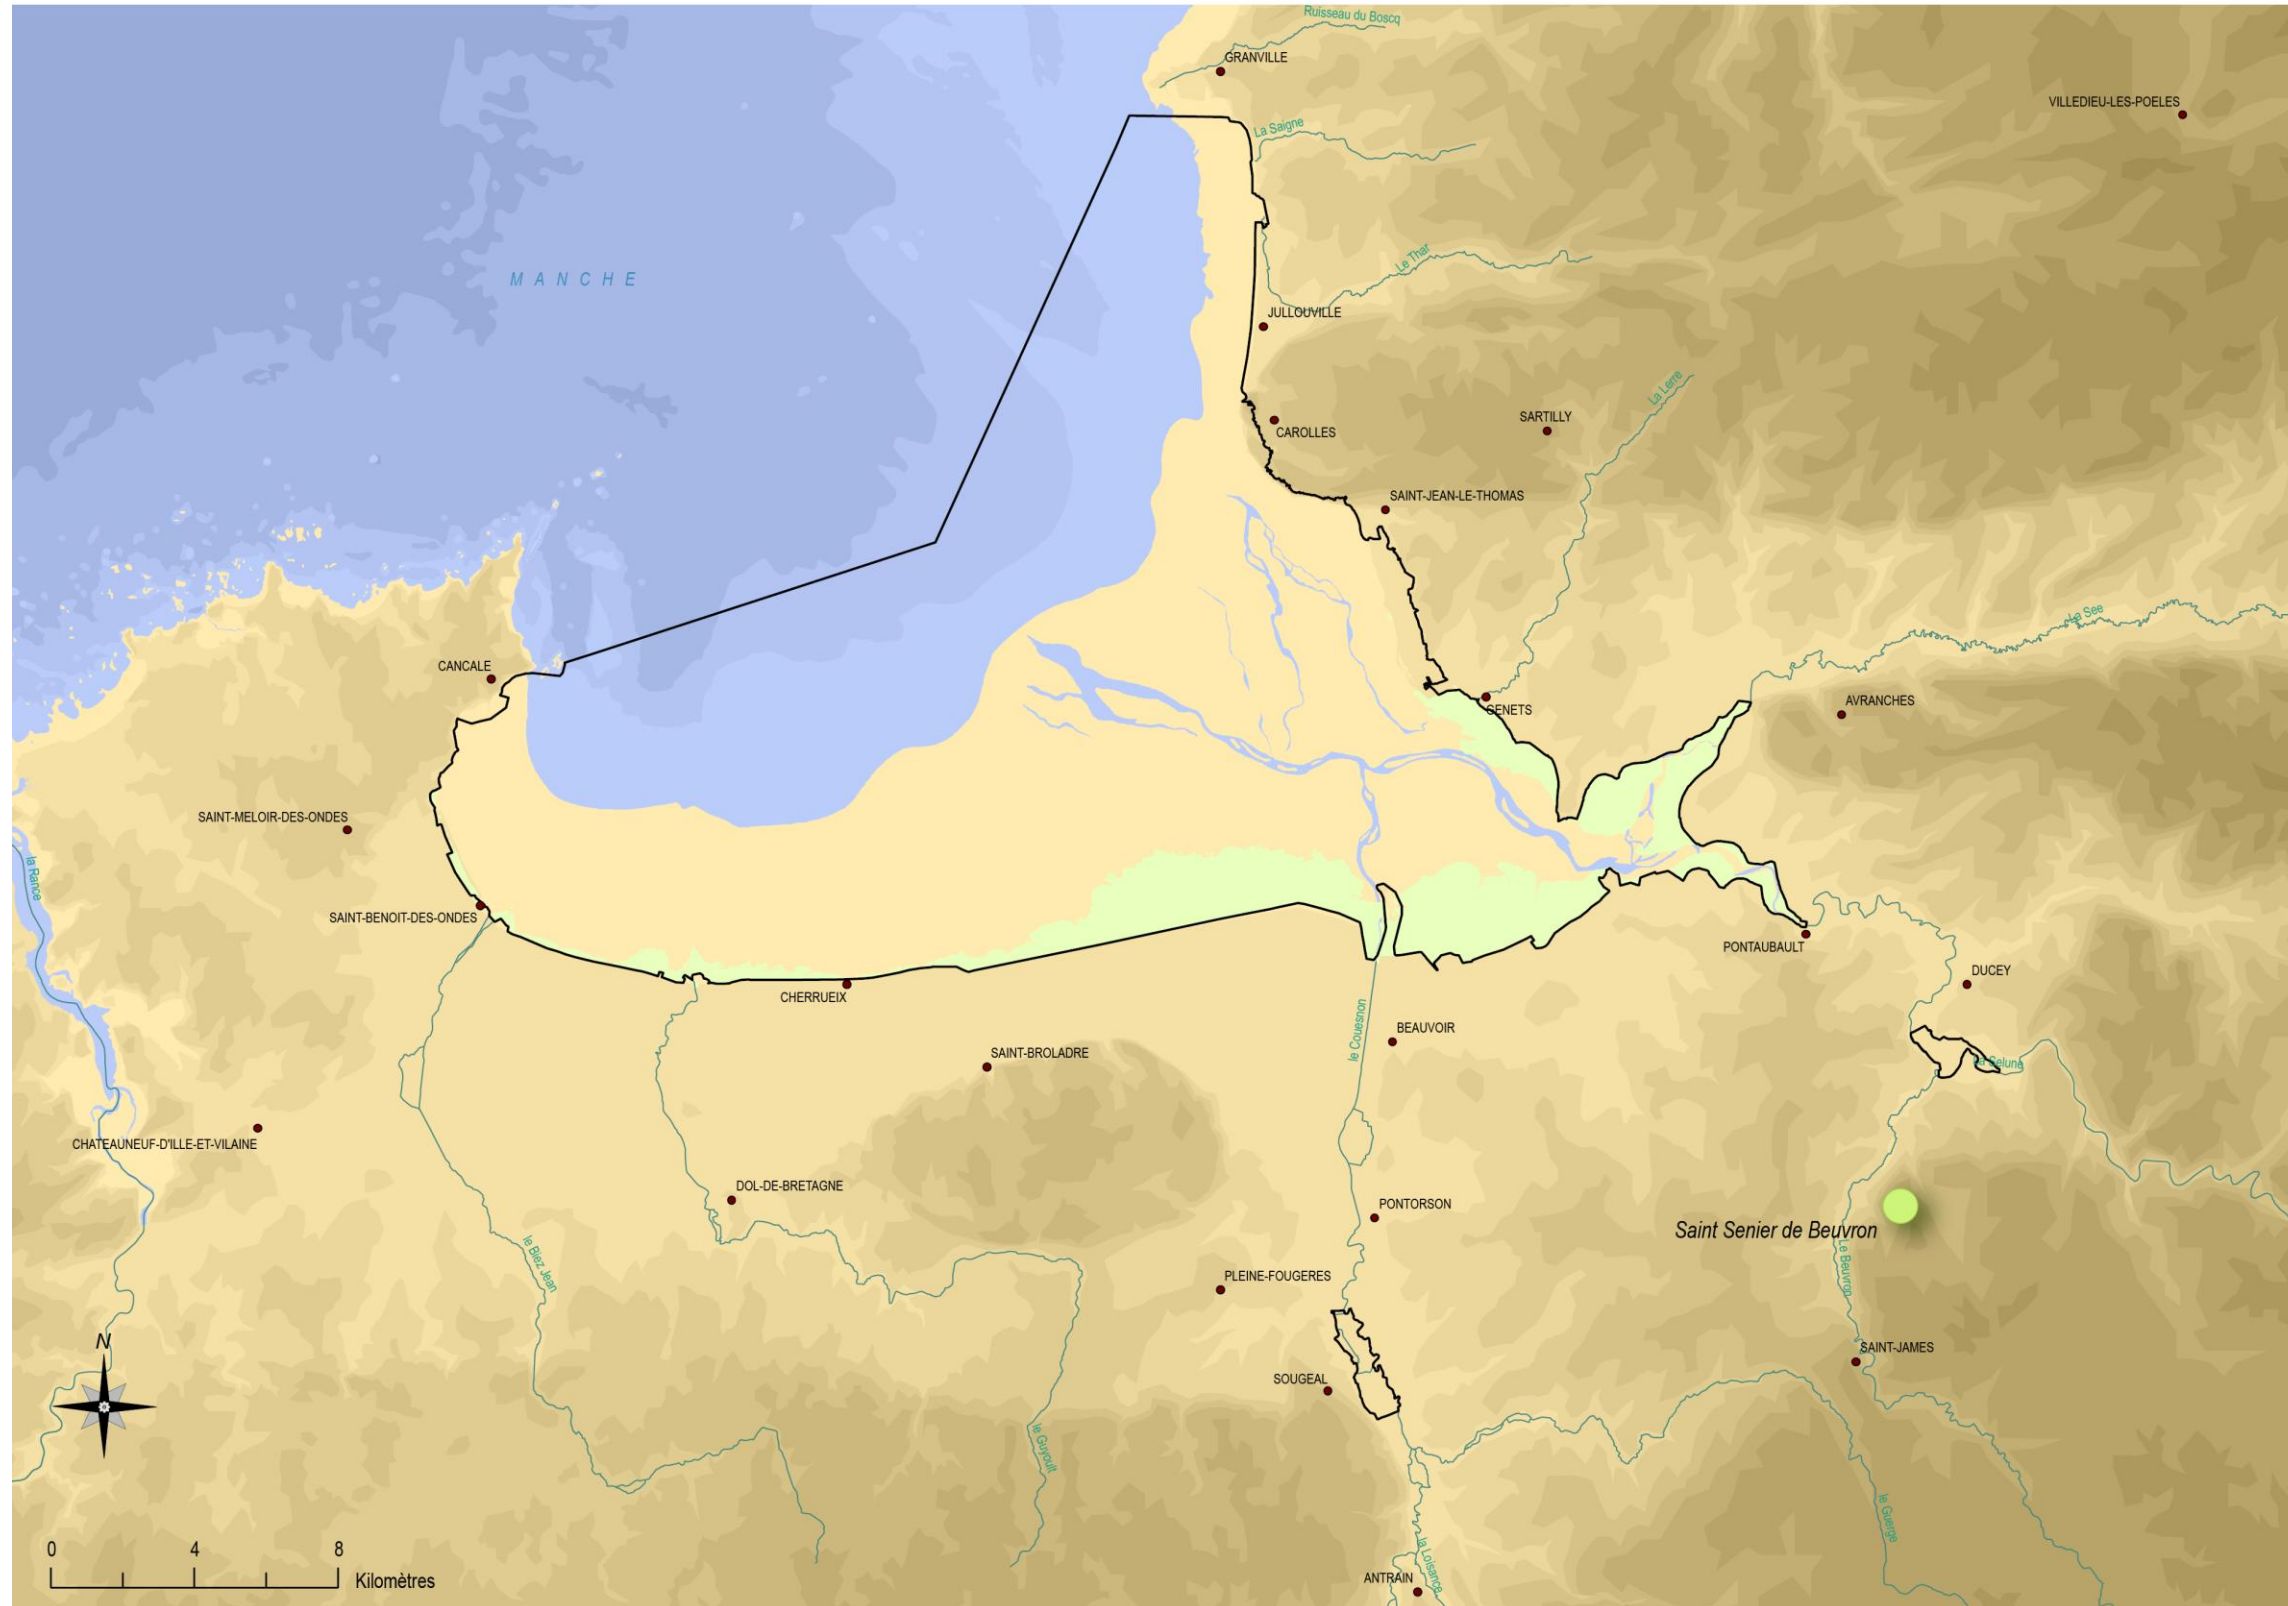 Ruisseau du Boscq
GRANVILLE
VILLEDIEU-LES-POELES
La Saigne
Le Thar
MANCHE
JULLOUVILLE
La Lerre
SARTILLY
CAROLLES
SAINT-JEAN-LE-THOMAS
La See
CANCALE
AVRANCHES
GENETS
SAINT-MELOIR-DES-ONDES
la Rance
SAINT-BENOIT-DES-ONDES
PONTAUBAULT
DUCEY
CHERRUEIX
le Couesnon
BEAUVOIR
SAINT-BROLADRE
La Selune
CHATEAUNEUF-D'ILLE-ET-VILAINE
DOL-DE-BRETAGNE
PONTORSON
Saint Senier de Beuvron
le Biez Jean
Le Beuvron
PLEINE-FOUGERES
N
SAINT-JAMES
SOUGEAL
le Guyoult
le Guerge
0 4 8
Kilomètres
la Loisance
ANTRAIN